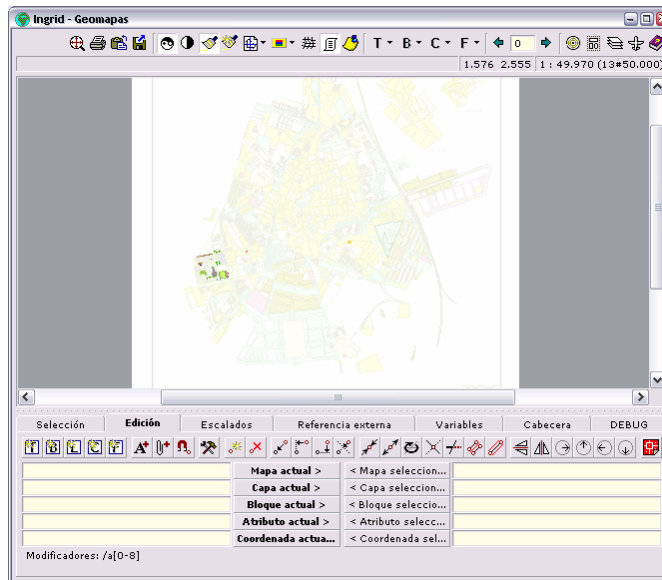 Ingrid - Geomapas
T B C F 0
1.576 2.555 1 : 49.970 (13#50.000)
Selección Edición Escalados Referencia externa Variables Cabecera DEBUG
T B L C F A+
Mapa actual > < Mapa seleccion...
Capa actual > < Capa seleccion...
Bloque actual > < Bloque seleccio...
Atributo actual > < Atributo selecc...
Coordenada actua... < Coordenada sel...
Modificadores: /a[0-8]